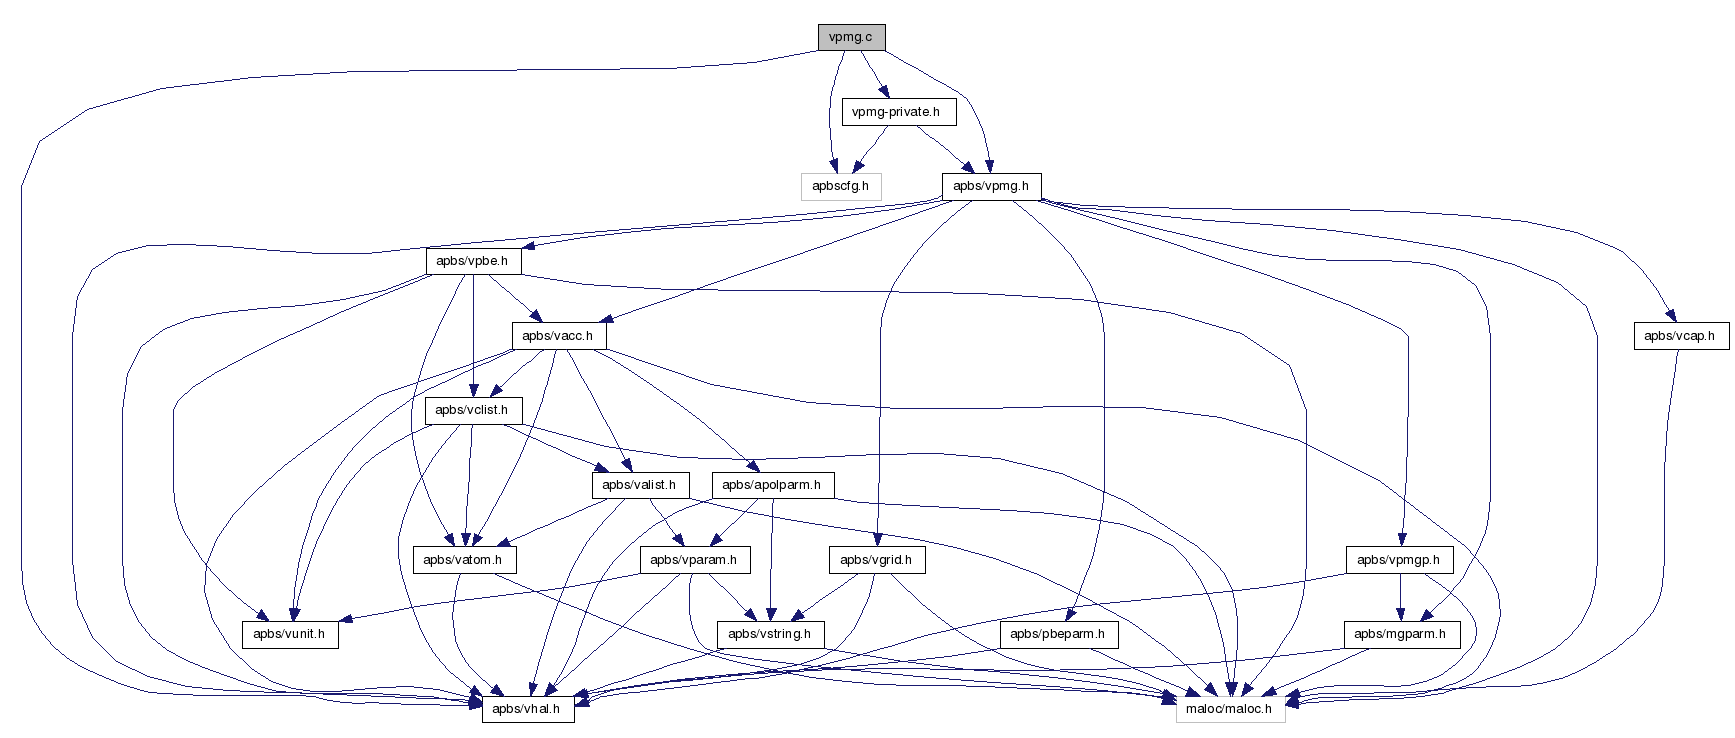 vpmg.c
vpmg-private.h
apbscfg.h
apbs/vpmg.h
apbs/vpbe.h
apbs/vacc.h
apbs/vcap.h
apbs/vclist.h
apbs/valist.h
apbs/apolparm.h
apbs/vatom.h
apbs/vparam.h
apbs/vgrid.h
apbs/vpmgp.h
apbs/vunit.h
apbs/vstring.h
apbs/pbeparm.h
apbs/mgparm.h
apbs/vhal.h
maloc/maloc.h